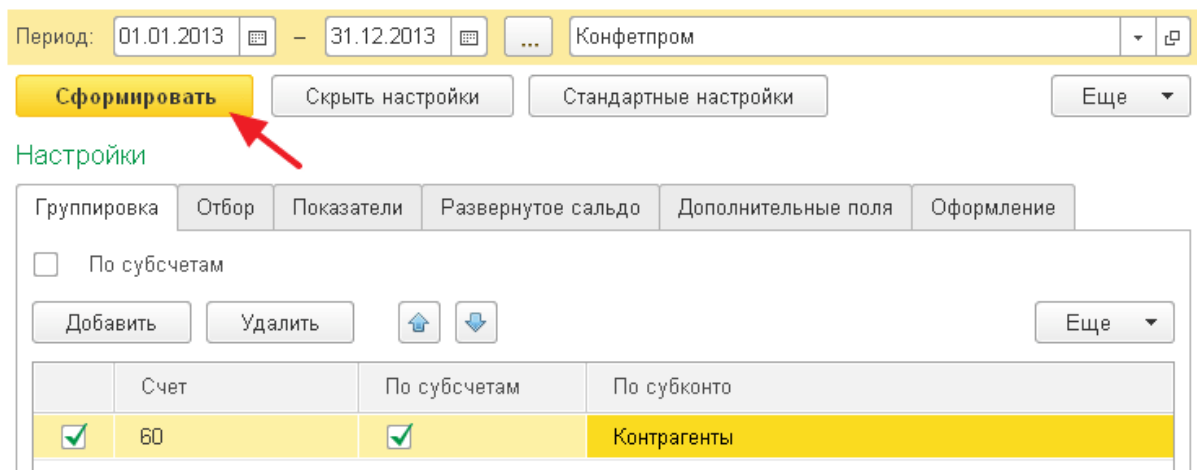 Период: 01.01.2013 – 31.12.2013 ... Конфетпром
Сформировать Скрыть настройки Стандартные настройки Еще
Настройки
Группировка Отбор Показатели Развернутое сальдо Дополнительные поля Оформление
По субсчетам
Добавить Удалить Еще
Счет По субсчетам По субконто
60 Контрагенты